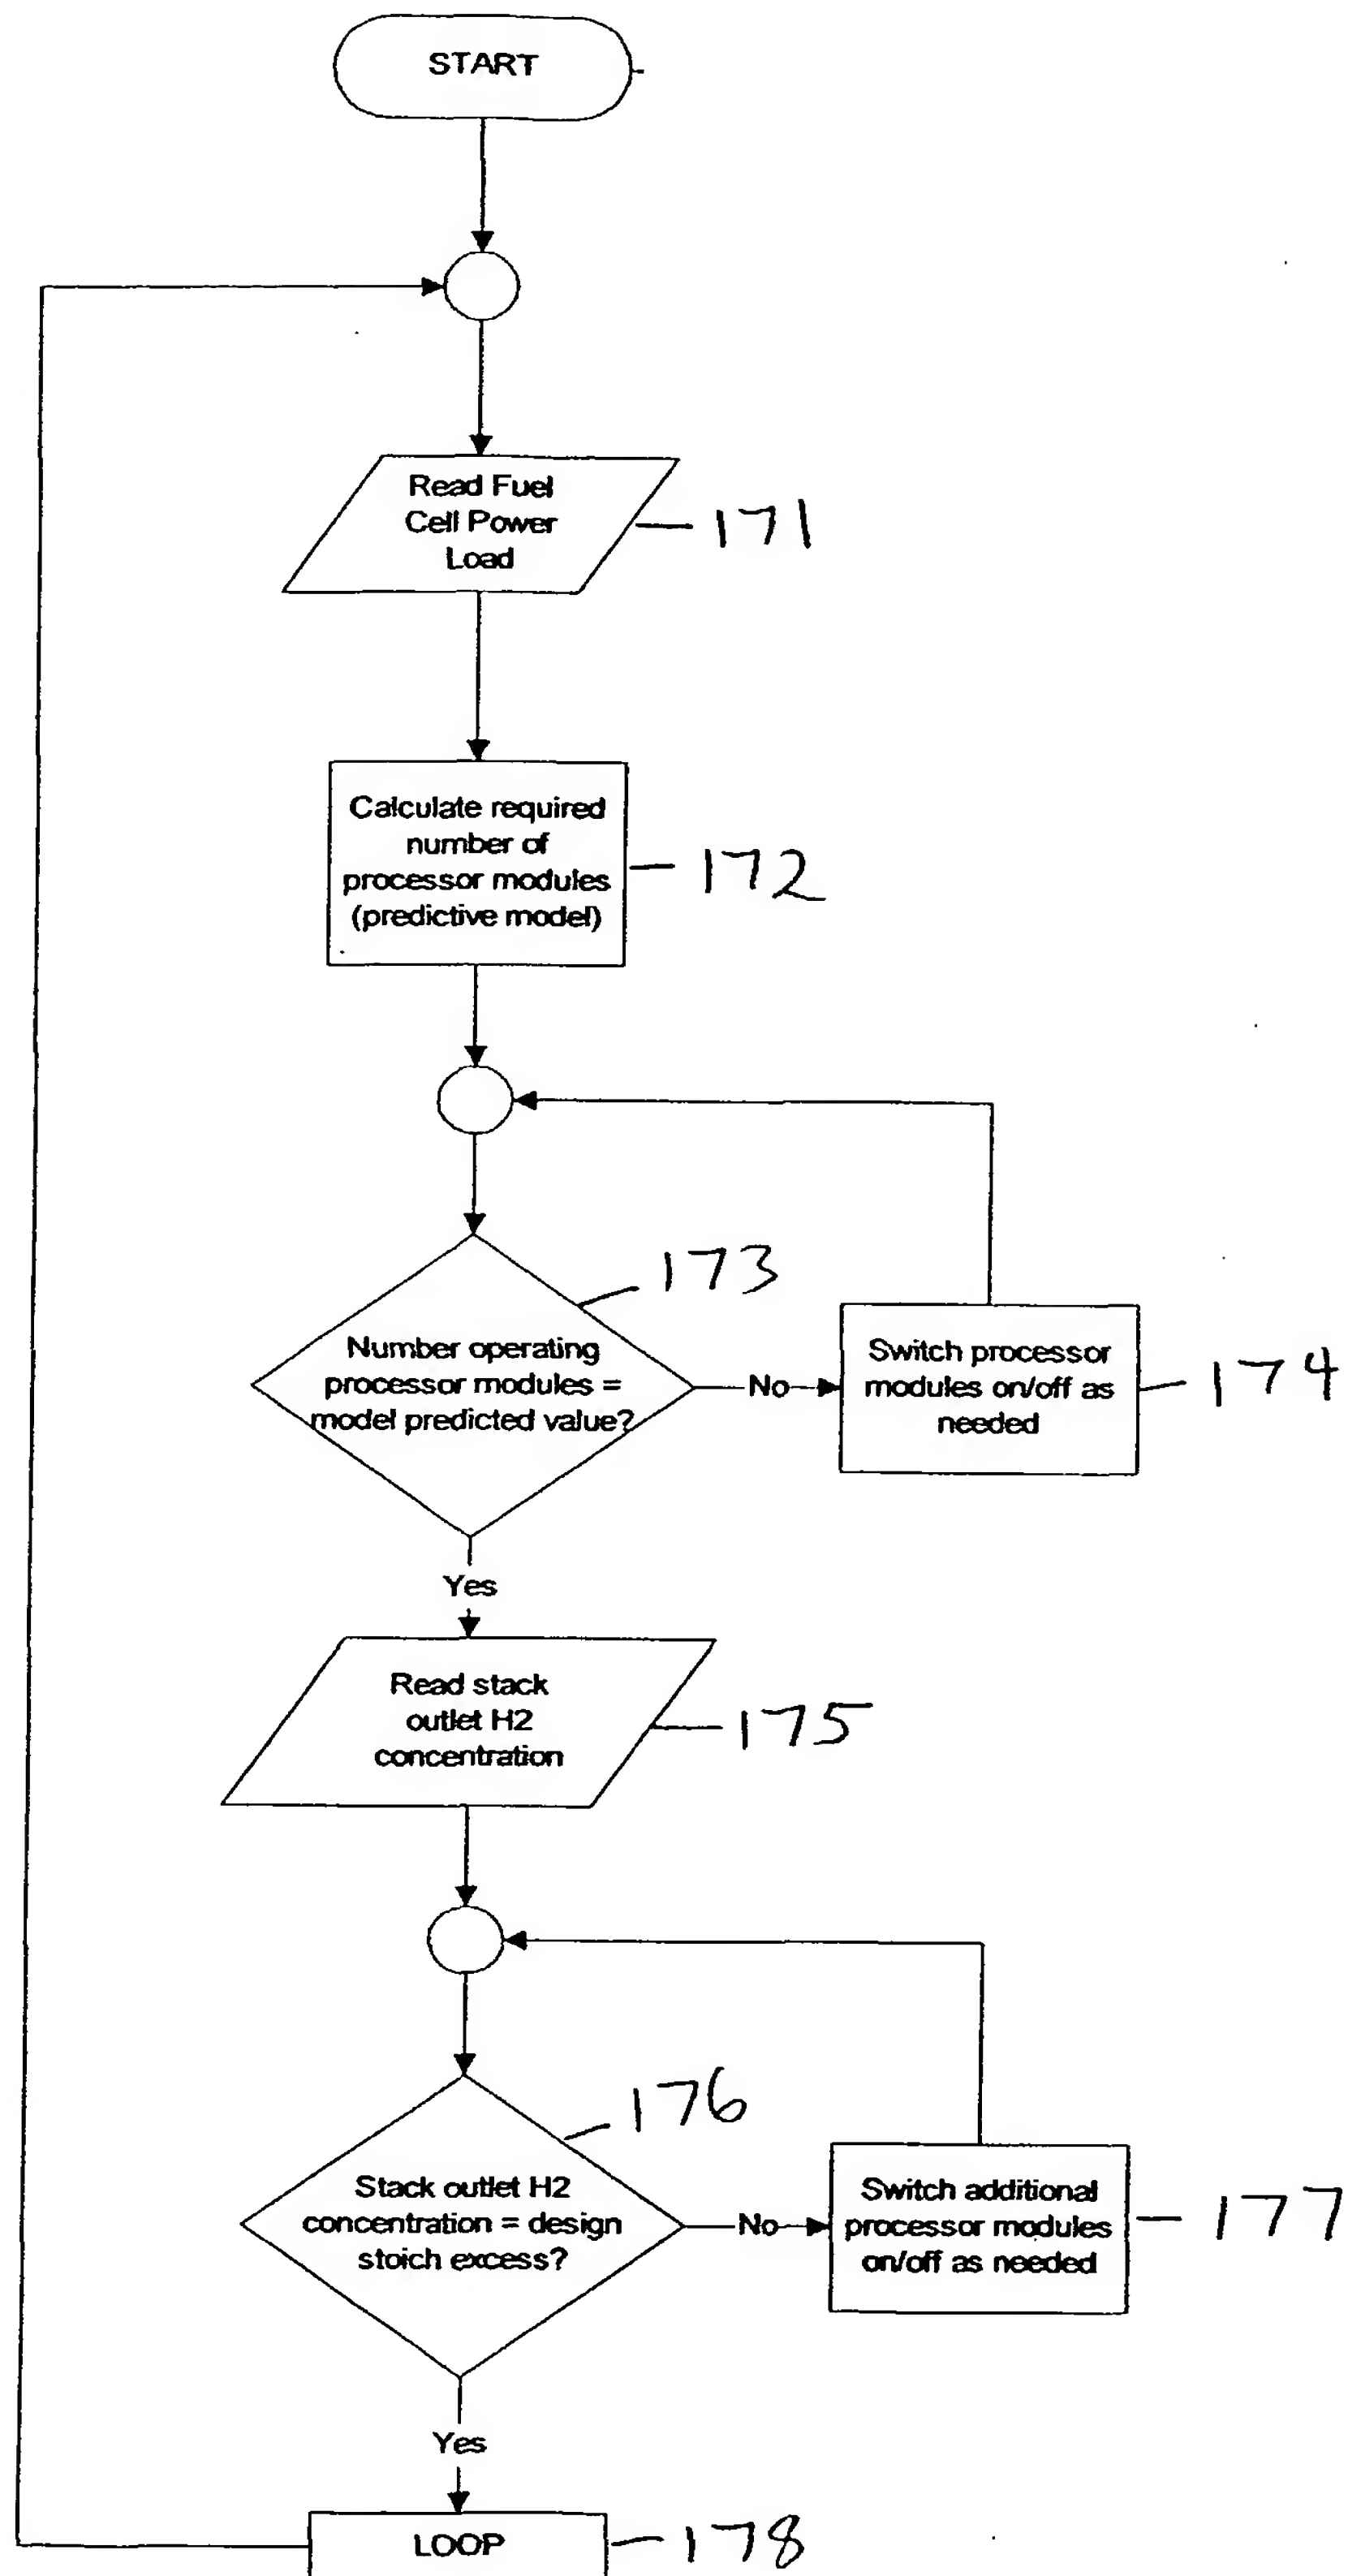 START
Read Fuel
Cell Power
Load
171
Calculate required
number of
processor modules
(predictive model)
172
173
Number operating
processor modules =
model predicted value?
No
Switch processor
modules on/off as
needed
174
Yes
Read stack
outlet H2
concentration
175
176
Stack outlet H2
concentration = design
stoich excess?
No
Switch additional
processor modules
on/off as needed
177
Yes
LOOP
178